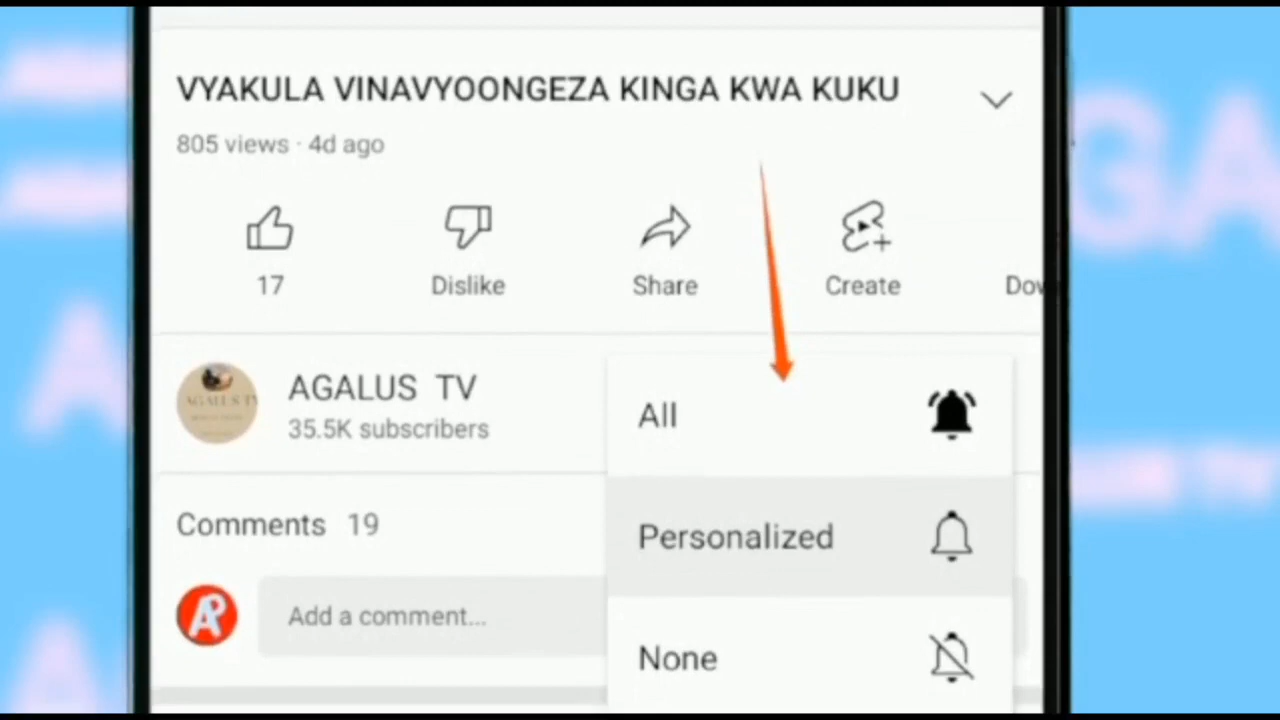 VYAKULA VINAVYOONGEZA KINGA KWA KUKU
805 views · 4d ago
17
Dislike
Share
Create
Dow
AGALUS TV
35.5K subscribers
All
Personalized
None
Comments 19
Add a comment...